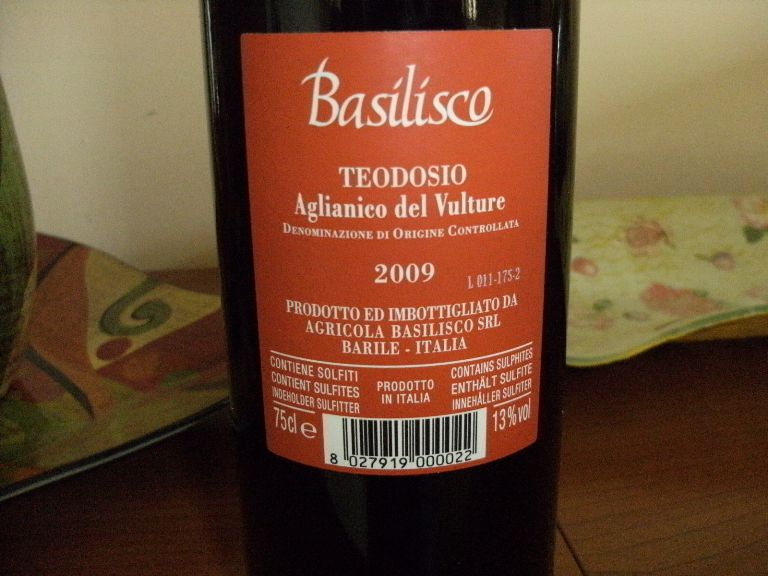 Basilisco
TEODOSIO
Aglianico del Vulture
DENOMINAZIONE DI ORIGINE CONTROLLATA
2009
L 011-175-2
PRODOTTO ED IMBOTTIGLIATO DA
AGRICOLA BASILISCO SRL
BARILE - ITALIA
CONTIENE SOLFITI
CONTIENT SULFITES
INDEHOLDER SULFITTER
PRODOTTO
IN ITALIA
CONTAINS SULPHITES
ENTHÄLT SULFITE
INNEHÅLLER SULFITER
75cl e
13%vol
8 027919 000022